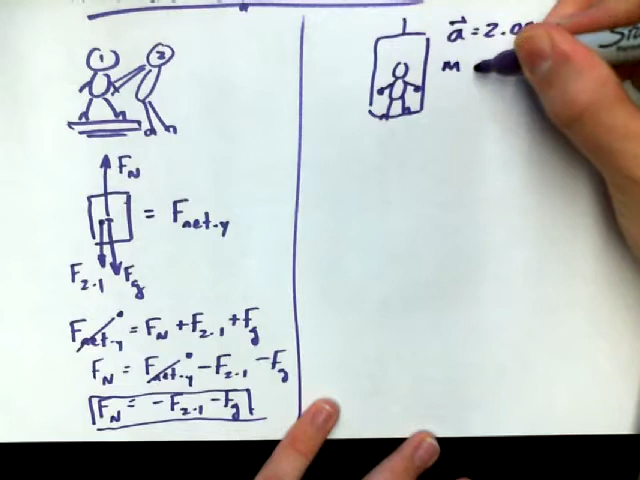 1 2
F_N
= F_net-y
F_2-1 F_g
F_net-y = F_N + F_2-1 + F_g
F_N = F_net-y - F_2-1 - F_g
F_N = - F_2-1 - F_g
a = 2.0
m